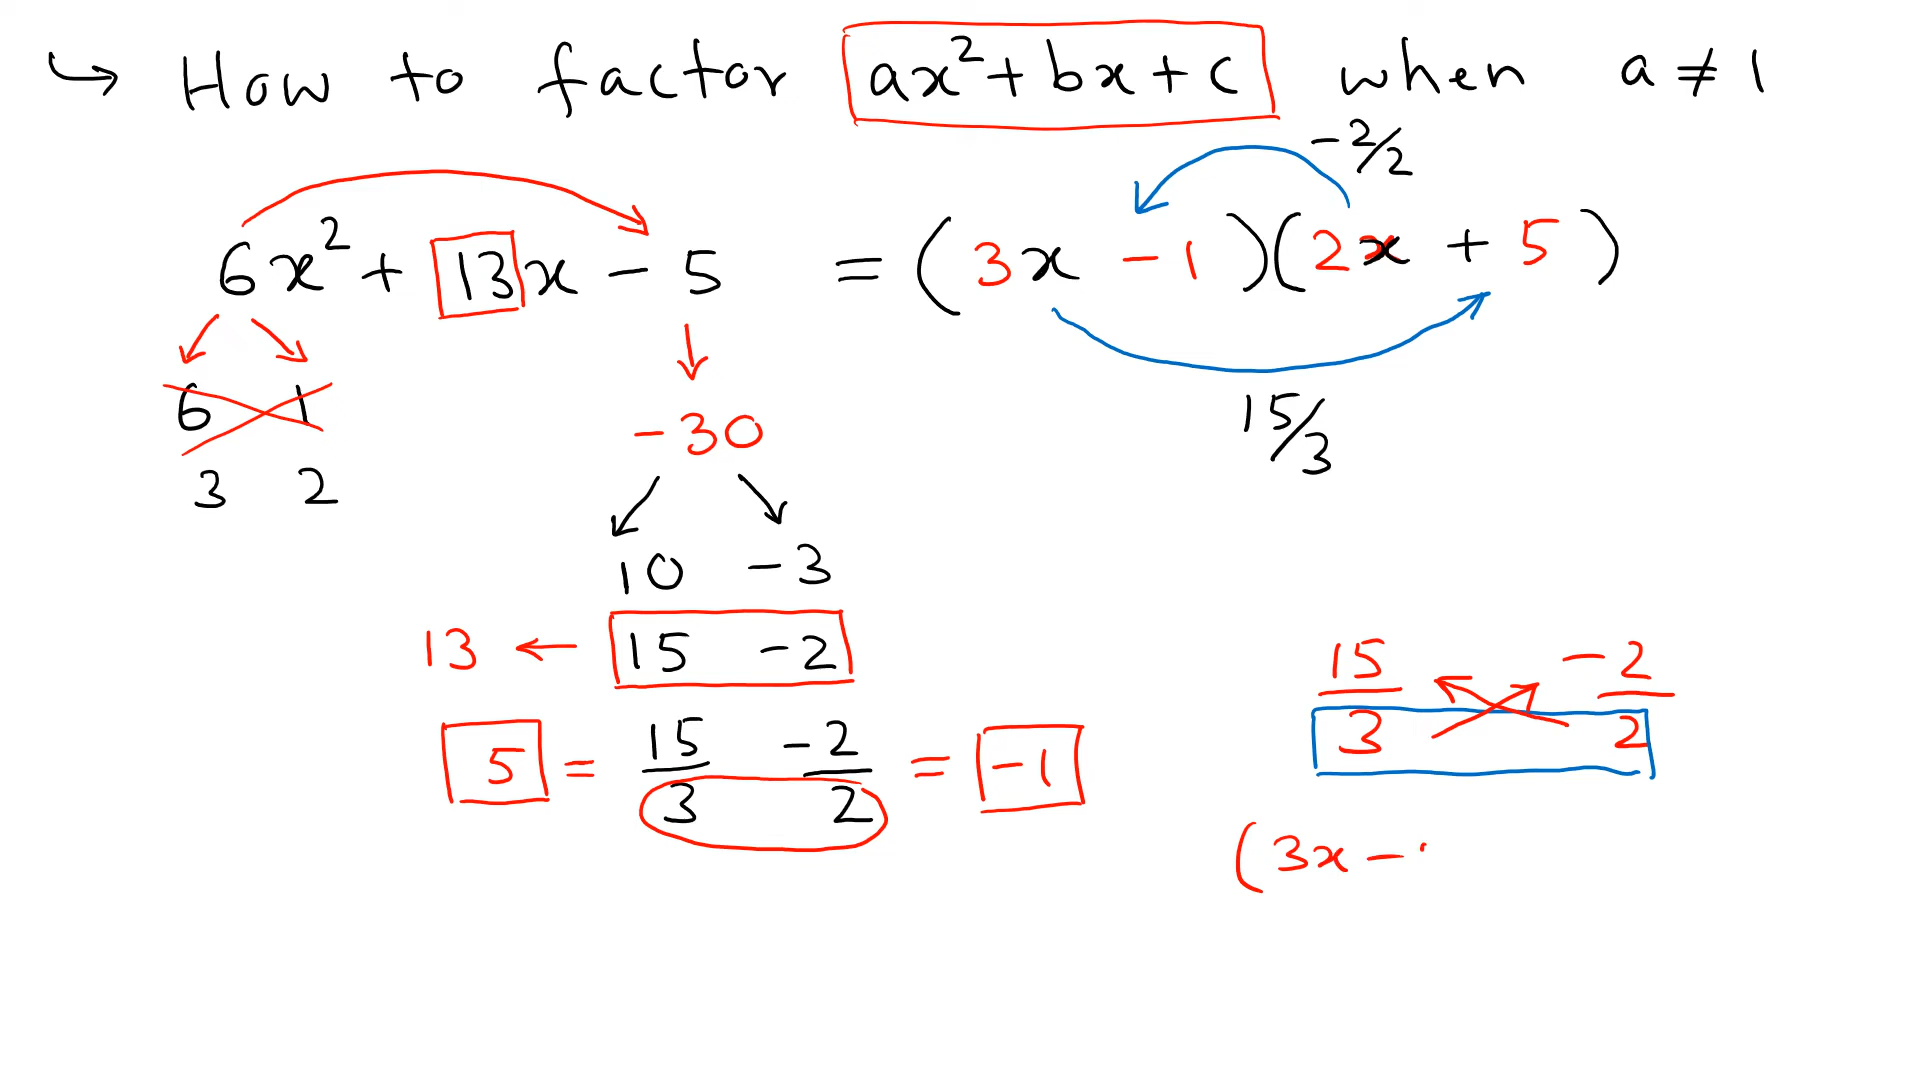 ↪ How to factor ax² + bx + c when a ≠ 1
-2/2
6x² + 13x - 5 = (3x - 1)(2x + 5)
6 1
-30
15/3
3 2
10 -3
13 ← 15 -2
15 -2
3 2
5 = 15/3 -2/2 = -1
(3x -